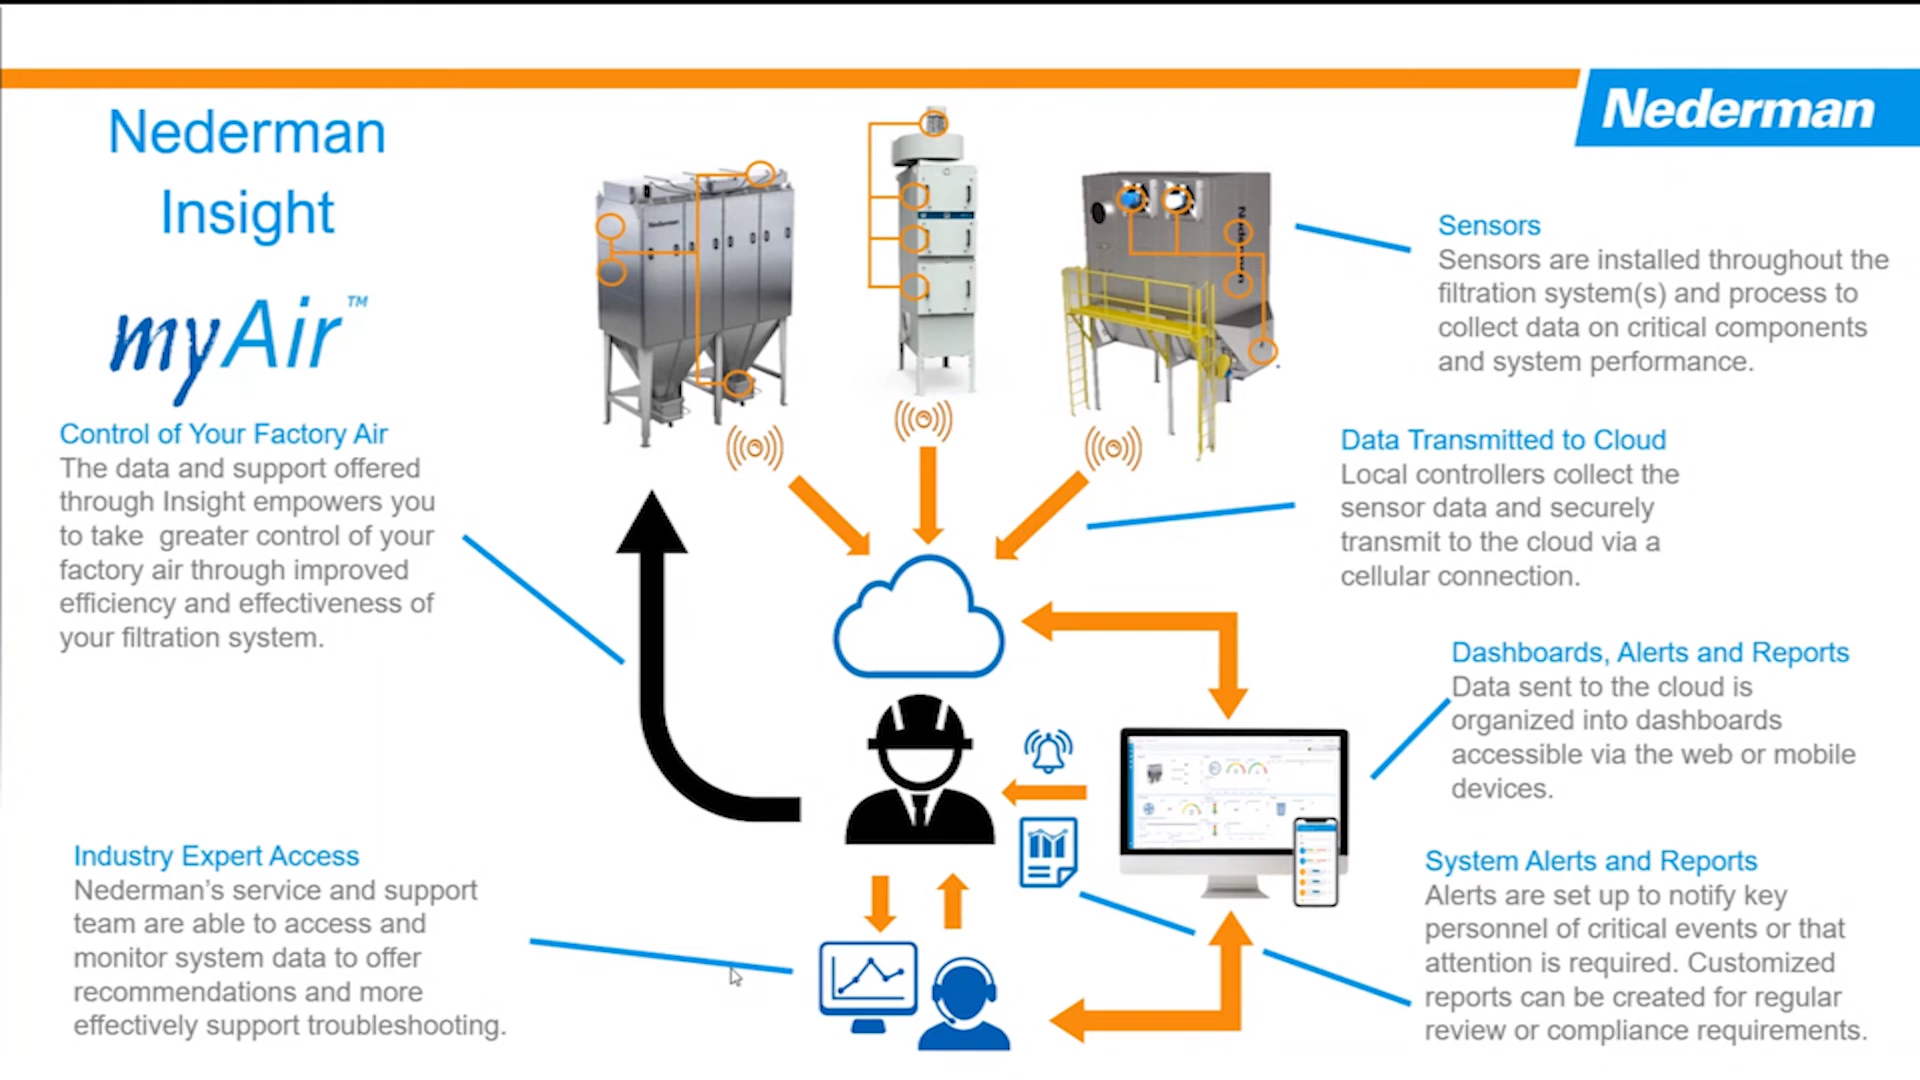 Nederman
Nederman
Insight
myAir™
Control of Your Factory Air
The data and support offered
through Insight empowers you
to take greater control of your
factory air through improved
efficiency and effectiveness of
your filtration system.
Industry Expert Access
Nederman's service and support
team are able to access and
monitor system data to offer
recommendations and more
effectively support troubleshooting.
Nederman
Nederman
Sensors
Sensors are installed throughout the
filtration system(s) and process to
collect data on critical components
and system performance.
Data Transmitted to Cloud
Local controllers collect the
sensor data and securely
transmit to the cloud via a
cellular connection.
Dashboards, Alerts and Reports
Data sent to the cloud is
organized into dashboards
accessible via the web or mobile
devices.
System Alerts and Reports
Alerts are set up to notify key
personnel of critical events or that
attention is required. Customized
reports can be created for regular
review or compliance requirements.